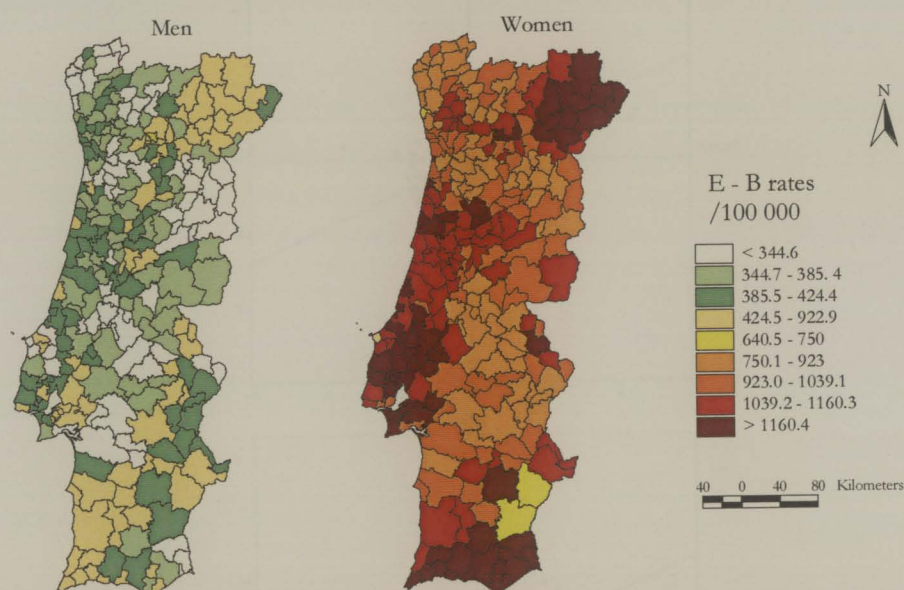 Men
Women
N
E - B rates
/100 000
< 344.6
344.7 - 385. 4
385.5 - 424.4
424.5 - 922.9
640.5 - 750
750.1 - 923
923.0 - 1039.1
1039.2 - 1160.3
> 1160.4
40 0 40 80 Kilometers